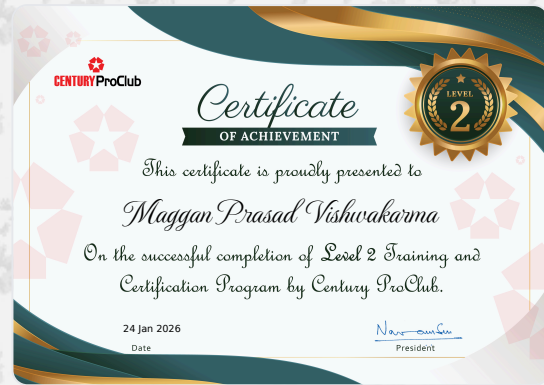 CENTURY ProClub
Certificate
OF ACHIEVEMENT
LEVEL
2
This certificate is proudly presented to
Maggan Prasad Vishwakarma
On the successful completion of Level 2 Training and
Certification Program by Century ProClub.
24 Jan 2026
Date
President